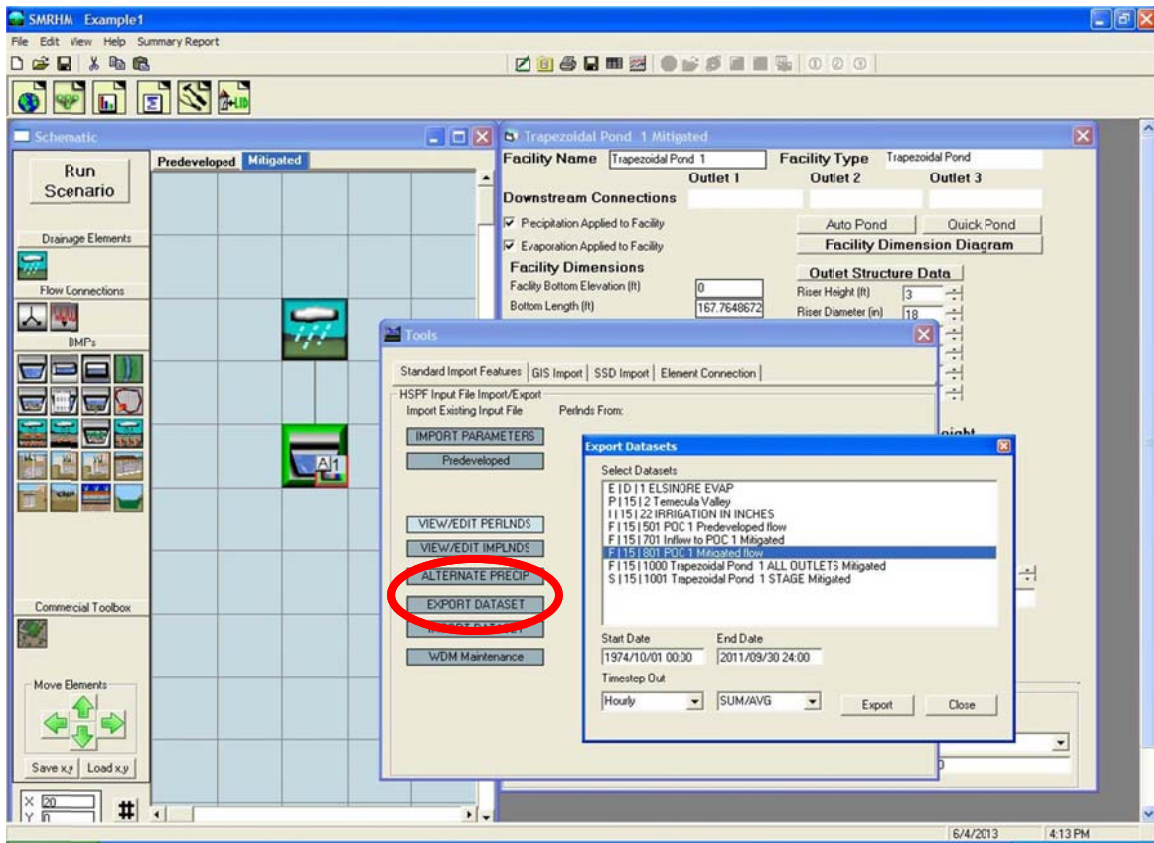 SMRHM Example1
File Edit View Help Summary Report
Schematic
Run
Scenario
Predeveloped Mitigated
Drainage Elements
Flow Connections
BMPs
Commercial Toolbox
Move Elements
Save x,y Load x,y
X 20
Y 0
#
A 1
LID
Trapezoidal Pond 1 Mitigated
Facility Name Trapezoidal Pond 1 Facility Type Trapezoidal Pond
Outlet 1 Outlet 2 Outlet 3
Downstream Connections
Precipitation Applied to Facility Auto Pond Quick Pond
Evaporation Applied to Facility Facility Dimension Diagram
Facility Dimensions Outlet Structure Data
Facility Bottom Elevation (ft) 0 Riser Height (ft) 3
Bottom Length (ft) 167.7648672 Riser Diameter (in) 18
Tools
Standard Import Features GIS Import SSD Import Element Connection
HSPF Input File Import/Export
Import Existing Input File Perlnds From:
IMPORT PARAMETERS
Predeveloped
VIEW/EDIT PERLNDS
VIEW/EDIT IMPLNDS
ALTERNATE PRECIP
EXPORT DATASET
IMPORT DATASET
WDM Maintenance
Export Datasets
Select Datasets
E | D | 1 ELSINORE EVAP
P | 15 | 2 Temecula Valley
I | 15 | 22 IRRIGATION IN INCHES
F | 15 | 501 POC 1 Predeveloped flow
F | 15 | 701 Inflow to POC 1 Mitigated
F | 15 | 801 POC 1 Mitigated flow
F | 15 | 1000 Trapezoidal Pond 1 ALL OUTLETS Mitigated
S | 15 | 1001 Trapezoidal Pond 1 STAGE Mitigated
Start Date End Date
1974/10/01 00:00 2011/09/30 24:00
Timestep Out
Hourly SUM/AVG Export Close
6/4/2013 4:13 PM